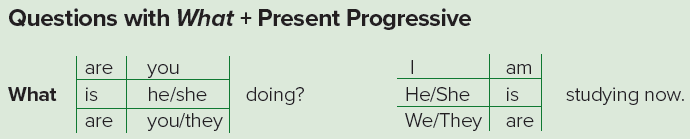 Questions with What + Present Progressive
are you I am
What is he/she doing? He/She is studying now.
are you/they We/They are